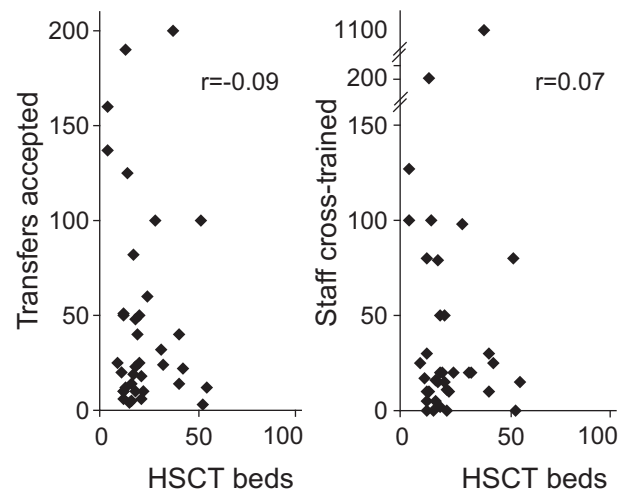 Transfers accepted
200
150
100
50
0
r=-0.09
0 50 100
HSCT beds
Staff cross-trained
1100
200
150
100
50
0
r=0.07
0 50 100
HSCT beds